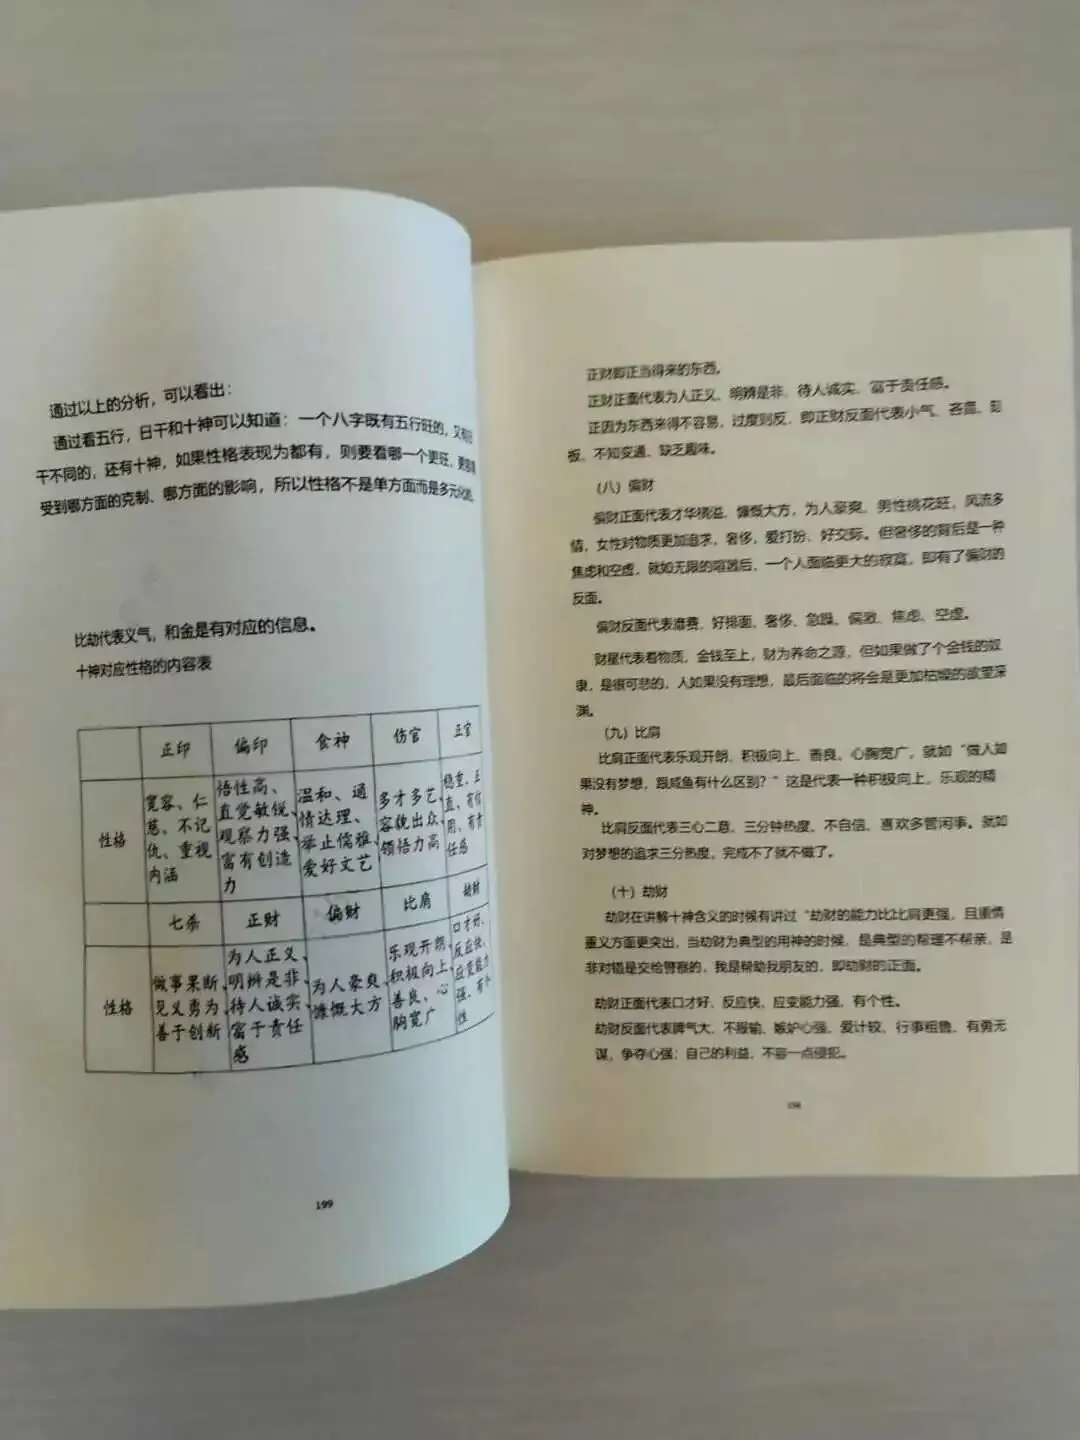 通过以上的分析，可以看出：
通过看五行，日干和十神可以知道：一个八字既有五行旺的，又有
干不同的，还有十神，如果性格表现为都有，则要看哪一个更旺，
受到哪方面的克制、哪方面的影响，所以性格不是单方面而是多元化的
比劫代表义气，和金是有对应的信息。
十神对应性格的内容表
正印 偏印 食神 伤官 正官
性格
宽容、仁
慈、不记
仇、重视
内涵
悟性高、
直觉敏锐、
观察力强、
富有创造
力
温和、通
情达理、
举止儒雅、
爱好文艺
多才多艺、
容貌出众、
领悟力高
稳重、正
直、有信
用、有责
任感
七杀 正财 偏财 比肩 劫财
性格
做事果断、
见义勇为、
善于创新
为人正义、
明辨是非、
待人诚实、
富于责任
感
为人豪爽、
慷慨大方
乐观开朗、
积极向上、
善良、心
胸宽广
口才好、
反应快、
应变能力
强、有个
性
199
正财即正当得来的东西。
正财正面代表为人正义、明辨是非、待人诚实、富于责任感。
正因为东西来得不容易，过度则反，即正财反面代表小气、吝啬、
板、不知变通、缺乏趣味。
（八）偏财
偏财正面代表才华横溢、慷慨大方，为人豪爽，男性桃花旺，风流多
情，女性对物质更加追求，奢侈，爱打扮、好交际。但奢侈的背后是一种
焦虑和空虚，就如无限的喧嚣后，一个人面临更大的寂寞，即有了偏财的
反面。
偏财反面代表靡费、好排面、奢侈、急躁、偏激、焦虑、空虚。
财星代表着物质，金钱至上，财为养命之源，但如果做了个金钱的奴
隶，是很可悲的，人如果没有理想，最后面临的将会是更加枯燥的欲望深
渊。
（九）比肩
比肩正面代表乐观开朗、积极向上、善良、心胸宽广，就如“做人如
果没有梦想，跟咸鱼有什么区别？”这是代表一种积极向上，乐观的精
神。
比肩反面代表三心二意，三分钟热度，不自信，喜欢多管闲事。就如
对梦想的追求三分热度，完成不了就不做了。
（十）劫财
劫财在讲解十神含义的时候有讲过“劫财的能力比比肩更强，且重情
重义方面更突出，当劫财为典型的用神的时候，是典型的帮理不帮亲，是
非对错是交给警察的，我是帮助我朋友的，即劫财的正面。
劫财正面代表口才好、反应快，应变能力强，有个性。
劫财反面代表脾气大，不服输，嫉妒心强，爱计较，行事粗鲁，有勇无
谋，争夺心强；自己的利益，不容一点侵犯。